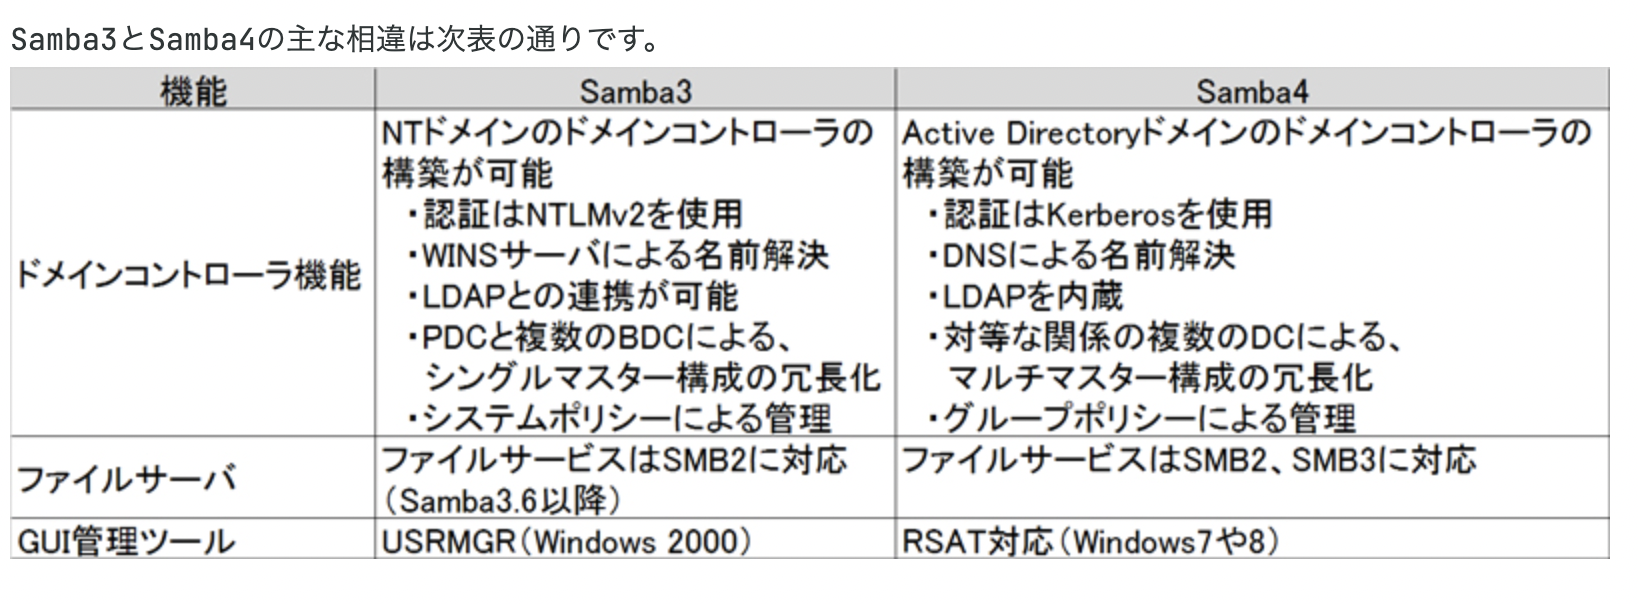 Samba3とSamba4の主な相違は次表の通りです。
機能
Samba3
Samba4
ドメインコントローラ機能
NTドメインのドメインコントローラの
構築が可能
・認証はNTLMv2を使用
・WINSサーバによる名前解決
・LDAPとの連携が可能
・PDCと複数のBDCによる、
シングルマスター構成の冗長化
・システムポリシーによる管理
Active Directoryドメインのドメインコントローラの
構築が可能
・認証はKerberosを使用
・DNSによる名前解決
・LDAPを内蔵
・対等な関係の複数のDCによる、
マルチマスター構成の冗長化
・グループポリシーによる管理
ファイルサーバ
ファイルサービスはSMB2に対応
（Samba3.6以降）
ファイルサービスはSMB2、SMB3に対応
GUI管理ツール
USRMGR（Windows 2000）
RSAT対応（Windows7や8）